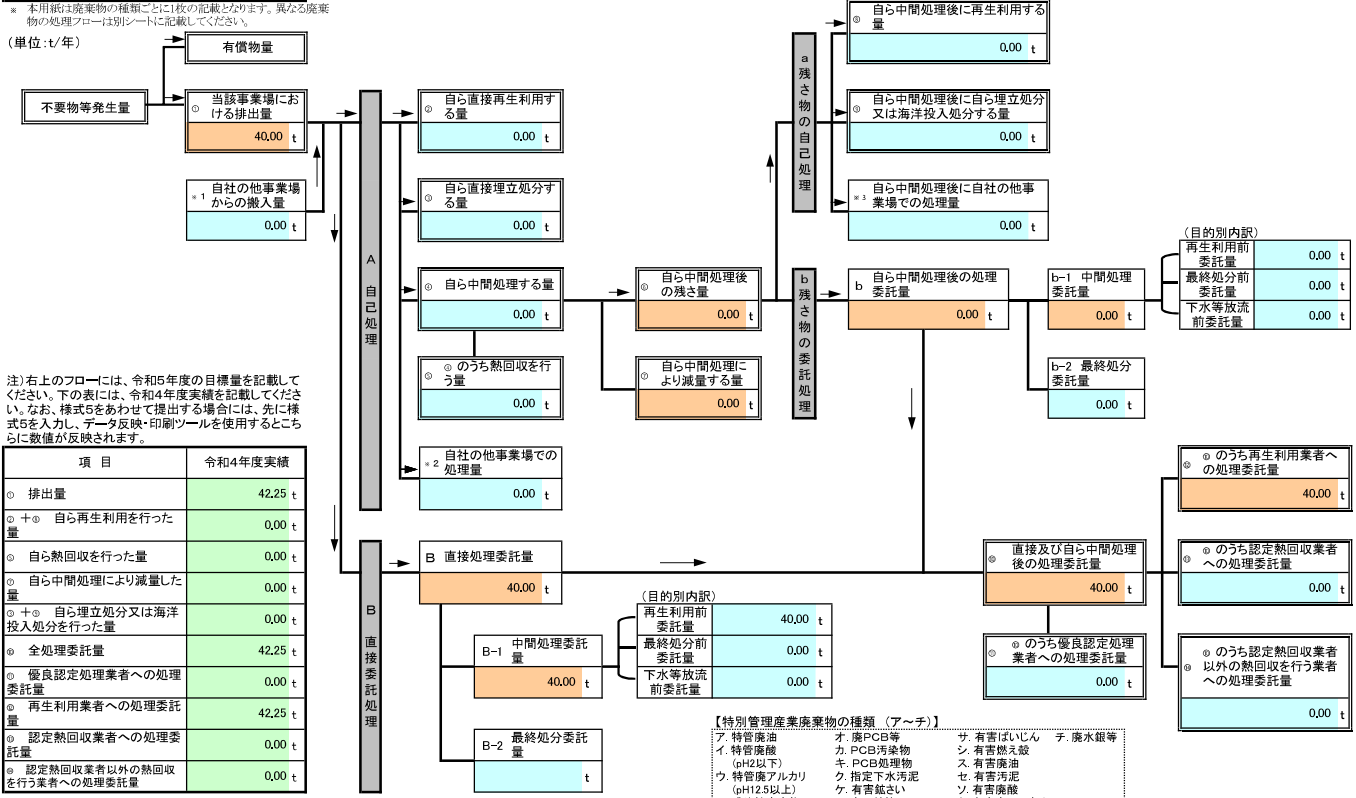 * 本用紙は廃棄物の種類ごとに1枚の記載となります。異なる廃棄
物の処理フローは別シートに記載してください。
(単位:t/年)
有償物量
不要物等発生量
① 当該事業場にお
ける排出量
40.00 t
*1 自社の他事業場
からの搬入量
0.00 t
A 自己処理
② 自ら直接再生利用す
る量
0.00 t
③ 自ら直接埋立処分す
る量
0.00 t
④ 自ら中間処理する量
0.00 t
⑤ ④のうち熱回収を行
う量
0.00 t
*2 自社の他事業場での
処理量
0.00 t
⑥ 自ら中間処理後
の残さ量
0.00 t
⑦ 自ら中間処理に
より減量する量
0.00 t
a 残さ物の自己処理
⑧ 自ら中間処理後に再生利用する
量
0.00 t
⑨ 自ら中間処理後に自ら埋立処分
又は海洋投入処分する量
0.00 t
*3 自ら中間処理後に自社の他事
業場での処理量
0.00 t
b 残さ物の委託処理
b 自ら中間処理後の処理
委託量
0.00 t
b-1 中間処理
委託量
0.00 t
b-2 最終処分
委託量
0.00 t
(目的別内訳)
再生利用前
委託量 0.00 t
最終処分前
委託量 0.00 t
下水等放流
前委託量 0.00 t
注)右上のフローには、令和5年度の目標量を記載して
ください。下の表には、令和4年度実績を記載してくださ
い。なお、様式5をあわせて提出する場合には、先に様
式5を入力し、データ反映・印刷ツールを使用するとこち
らに数値が反映されます。
項 目 令和4年度実績
① 排出量 42.25 t
②+⑧ 自ら再生利用を行った
量 0.00 t
⑤ 自ら熱回収を行った量 0.00 t
⑦ 自ら中間処理により減量した
量 0.00 t
③+⑨ 自ら埋立処分又は海洋
投入処分を行った量 0.00 t
⑩ 全処理委託量 42.25 t
⑪ 優良認定処理業者への処理
委託量 0.00 t
⑫ 再生利用業者への処理委託
量 42.25 t
⑬ 認定熱回収業者への処理委
託量 0.00 t
⑭ 認定熱回収業者以外の熱回収
を行う業者への処理委託量 0.00 t
B 直接委託処理
B 直接処理委託量
40.00 t
B-1 中間処理委託
量
40.00 t
B-2 最終処分委託
量
t
(目的別内訳)
再生利用前
委託量 40.00 t
最終処分前
委託量 0.00 t
下水等放流
前委託量 0.00 t
⑩ 直接及び自ら中間処理
後の処理委託量
40.00 t
⑪ ⑩のうち優良認定処理
業者への処理委託量
0.00 t
⑫ ⑩のうち再生利用業者へ
の処理委託量
40.00 t
⑬ ⑩のうち認定熱回収業者
への処理委託量
0.00 t
⑭ ⑩のうち認定熱回収業者
以外の熱回収を行う業者
への処理委託量
0.00 t
【特別管理産業廃棄物の種類 (ア~チ)】
ア. 特管廃油 オ. 廃PCB等 サ. 有害ばいじん チ. 廃水銀等
イ. 特管廃酸 カ. PCB汚染物 シ. 有害燃え殻
(pH2以下) キ. PCB処理物 ス. 有害廃油
ウ. 特管廃アルカリ ク. 指定下水汚泥 セ. 有害汚泥
(pH12.5以上) ケ. 有害鉱さい ソ. 有害廃酸